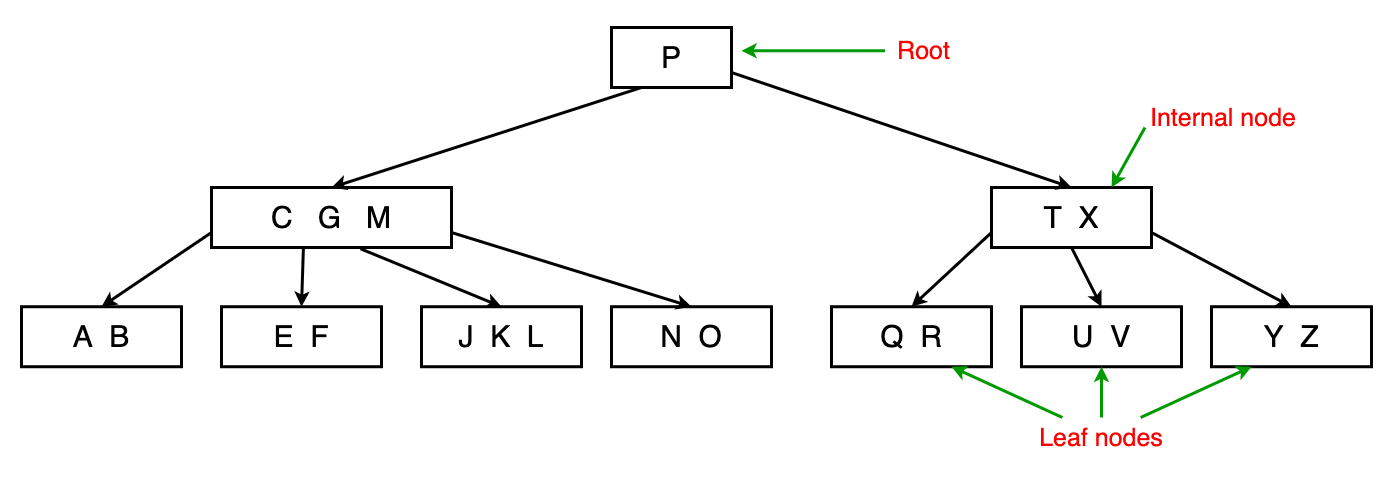 P
Root
Internal node
C G M
T X
A B
E F
J K L
N O
Q R
U V
Y Z
Leaf nodes